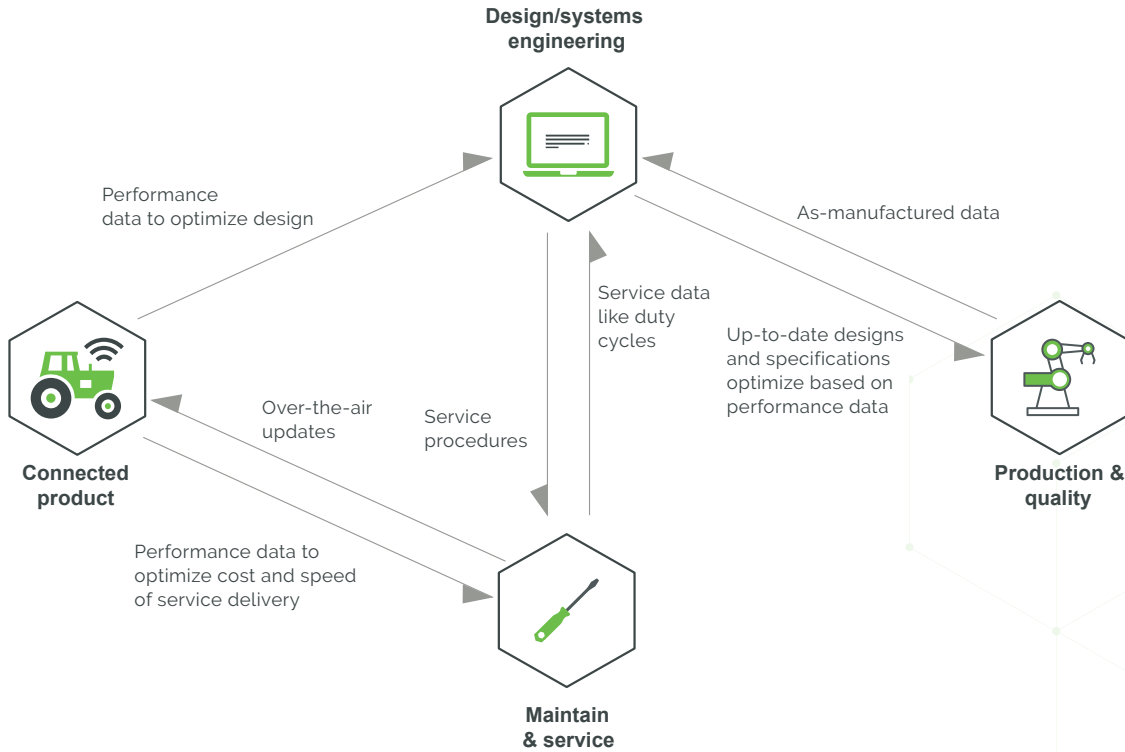 Design/systems
engineering
Performance
data to optimize design
As-manufactured data
Service data
like duty
cycles
Up-to-date designs
and specifications
optimize based on
performance data
Over-the-air
updates
Service
procedures
Connected
product
Production &
quality
Performance data to
optimize cost and speed
of service delivery
Maintain
& service